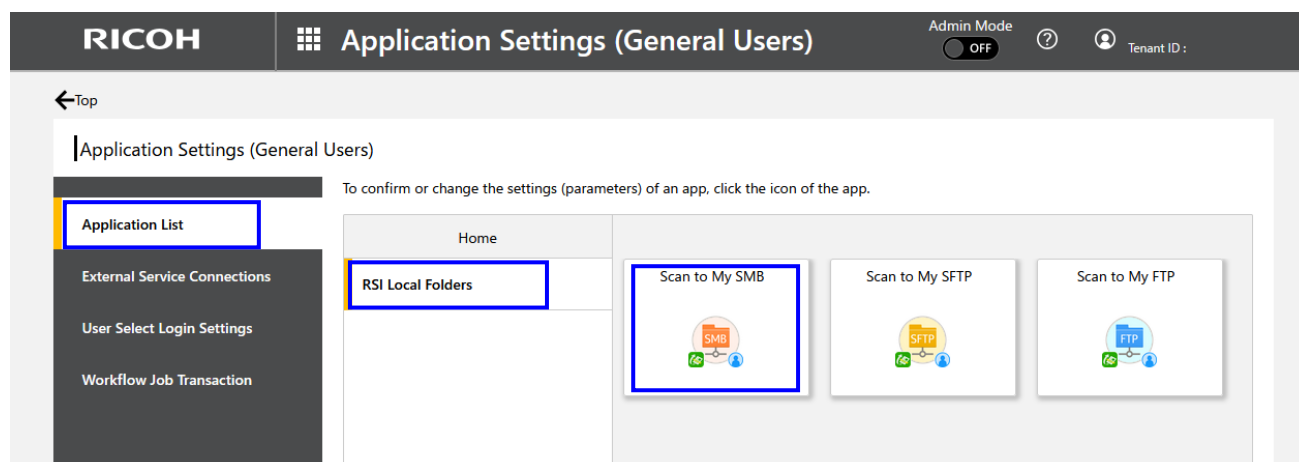 RICOH
Application Settings (General Users)
Admin Mode
OFF
?
Tenant ID :
Top
Application Settings (General Users)
To confirm or change the settings (parameters) of an app, click the icon of the app.
Application List
External Service Connections
User Select Login Settings
Workflow Job Transaction
Home
RSI Local Folders
Scan to My SMB
SMB
Scan to My SFTP
SFTP
Scan to My FTP
FTP